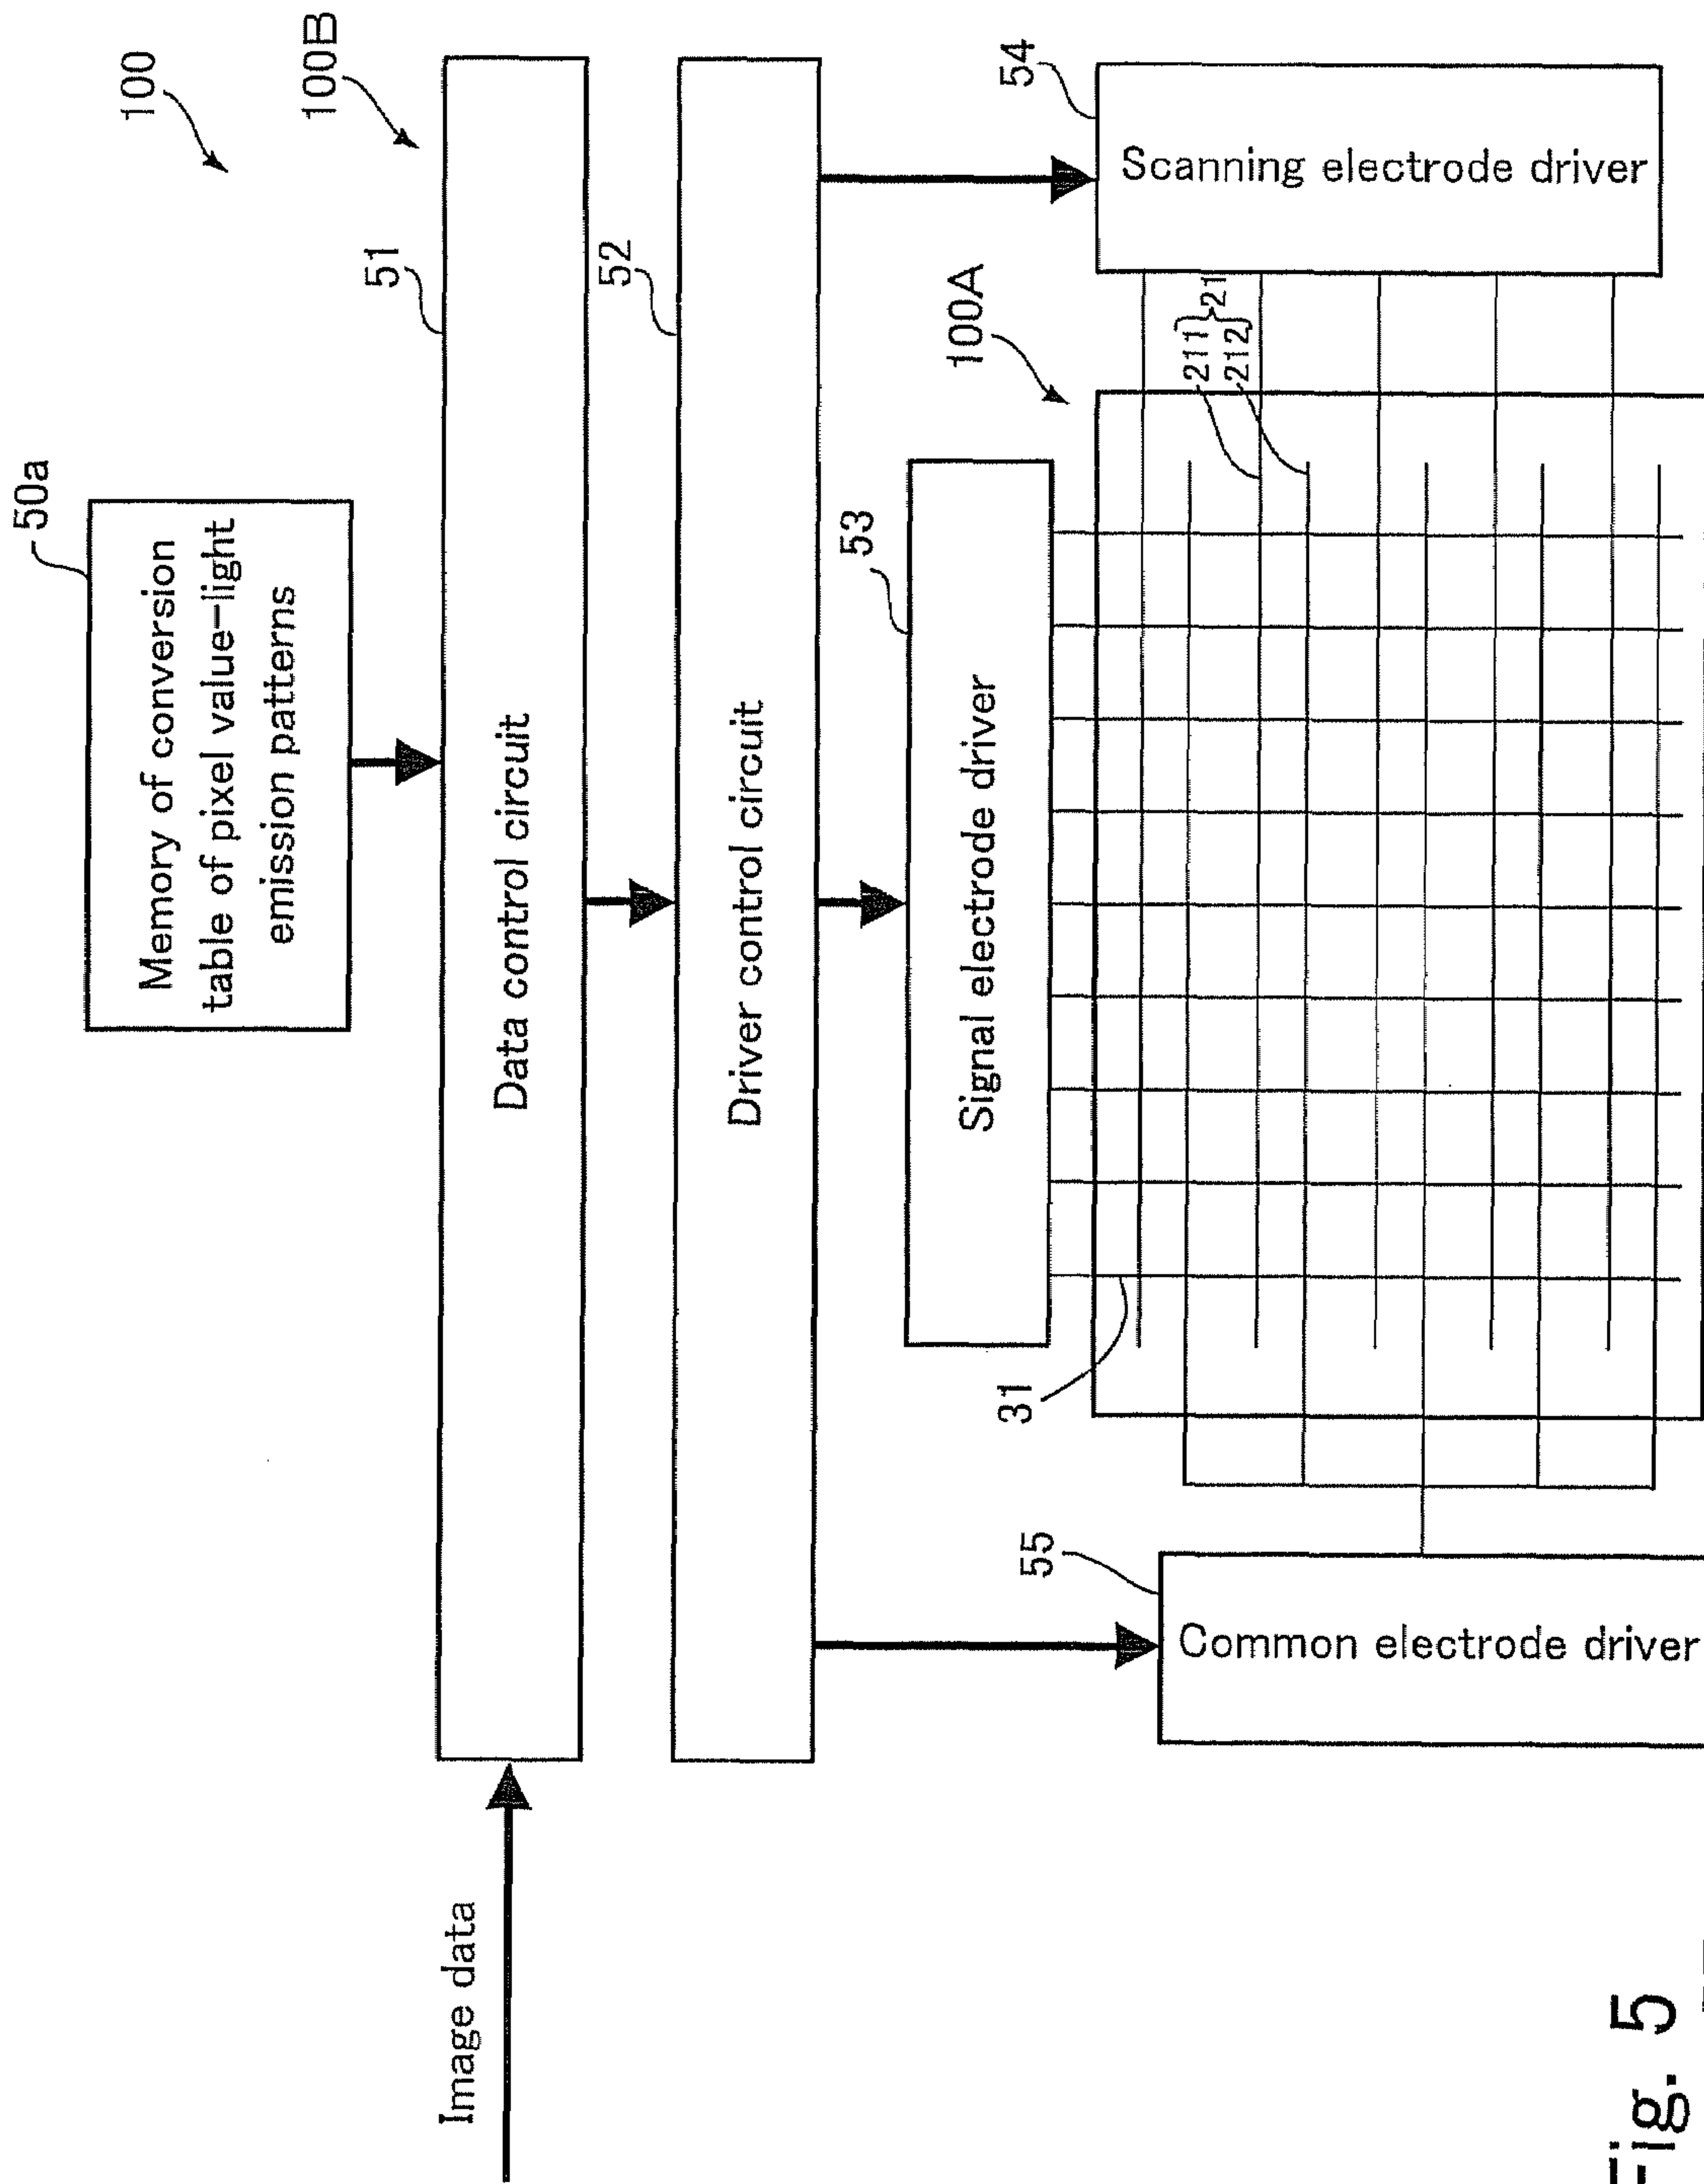 100
100B
50a
Memory of conversion
table of pixel value-light
emission patterns
Image data
51
Data control circuit
52
Driver control circuit
53
Signal electrode driver
54
Scanning electrode driver
100A
211
212
21
31
55
Common electrode driver
Fig. 5